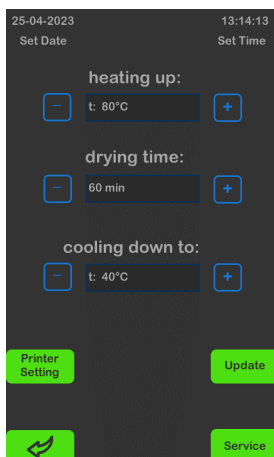 25-04-2023 13:14:13
Set Date Set Time
heating up:
− t: 80°C +
drying time:
− 60 min +
cooling down to:
− t: 40°C +
Printer
Setting
Update
Service